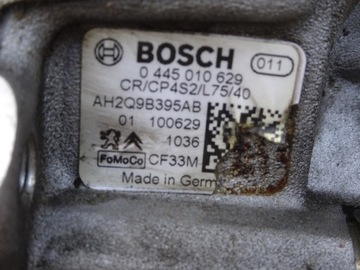 BOSCH 011
0 445 010 629
CR/CP4S2/L75/40
AH2Q9B395AB
01 100629
1036
FoMoCo CF33M
Made in Germ